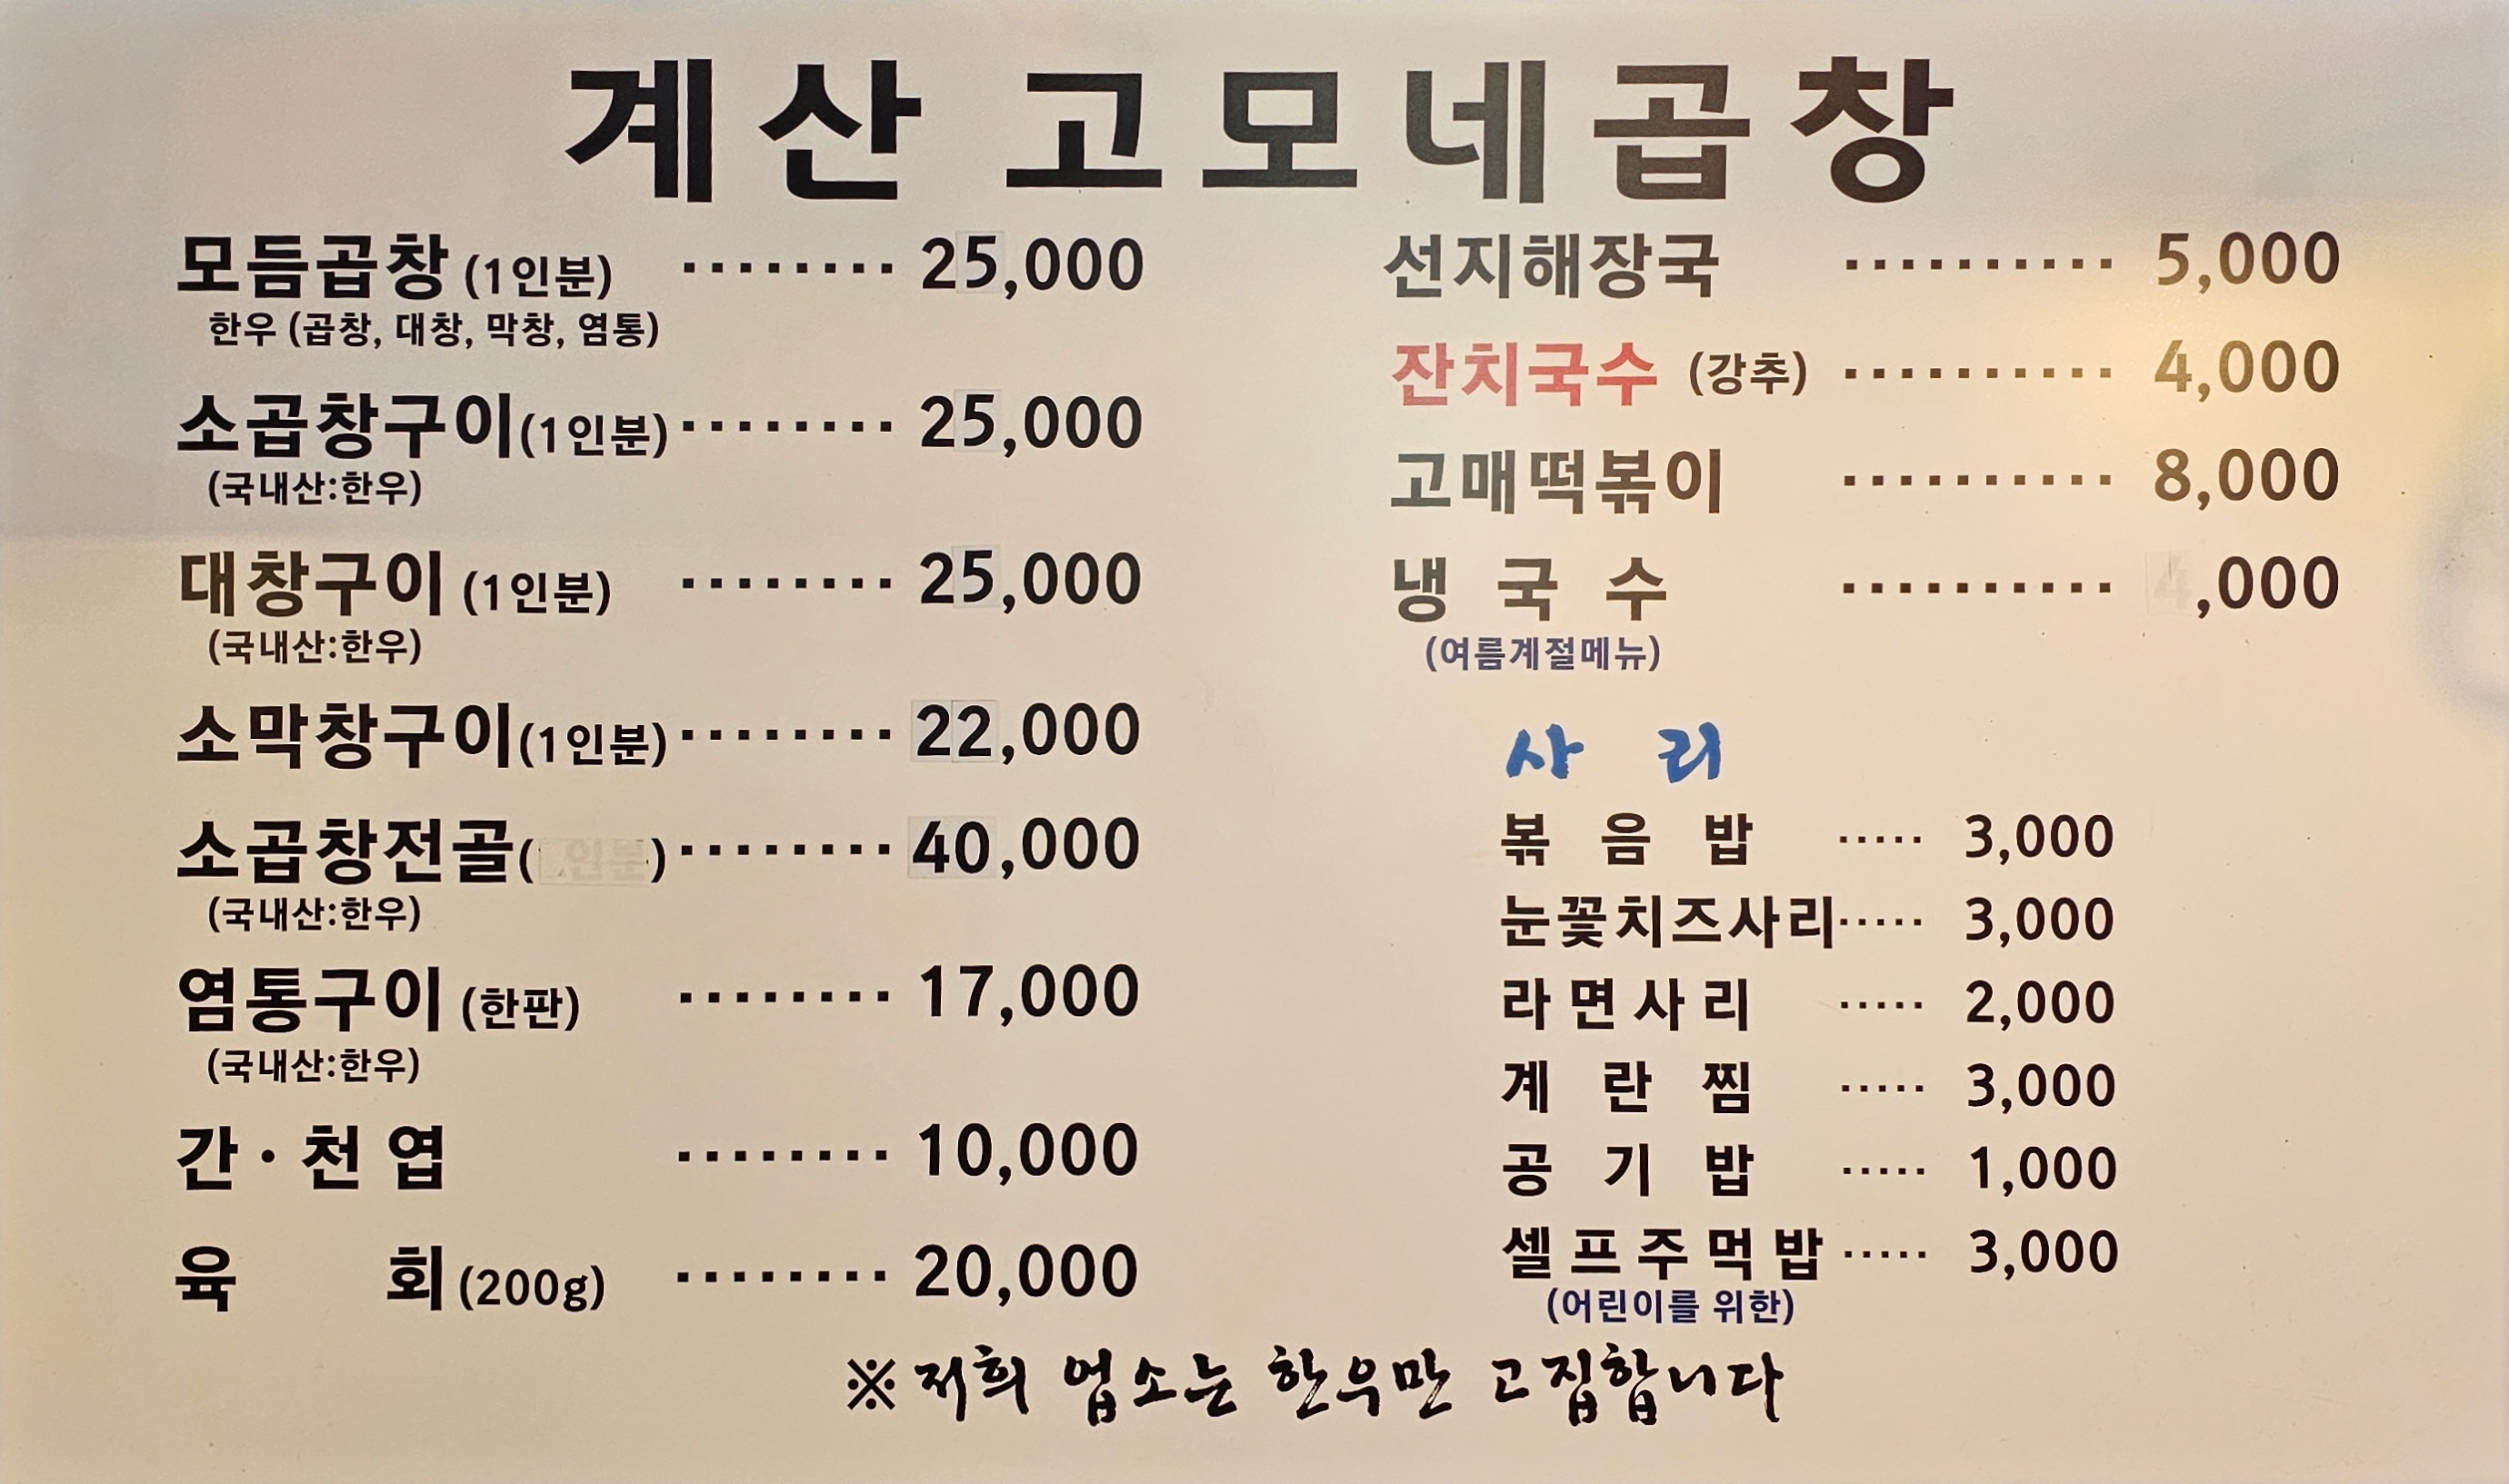 계산 고모네곱창
모듬곱창 (1인분) ········ 25,000
한우 (곱창, 대창, 막창, 염통)
소곱창구이(1인분) ········ 25,000
(국내산:한우)
대창구이 (1인분) ········ 25,000
(국내산:한우)
소막창구이(1인분) ········ 22,000
소곱창전골( ) ········ 40,000
(국내산:한우)
염통구이 (한판) ········ 17,000
(국내산:한우)
간·천엽 ········ 10,000
육 회 (200g) ········ 20,000
선지해장국 ·········· 5,000
잔치국수 (강추) ·········· 4,000
고매떡볶이 ·········· 8,000
냉 국 수 ·········· ,000
(여름계절메뉴)
사 리
볶 음 밥 ····· 3,000
눈꽃치즈사리 ····· 3,000
라면사리 ····· 2,000
계 란 찜 ····· 3,000
공 기 밥 ····· 1,000
셀프주먹밥 ····· 3,000
(어린이를 위한)
※저희 업소는 한우만 고집합니다